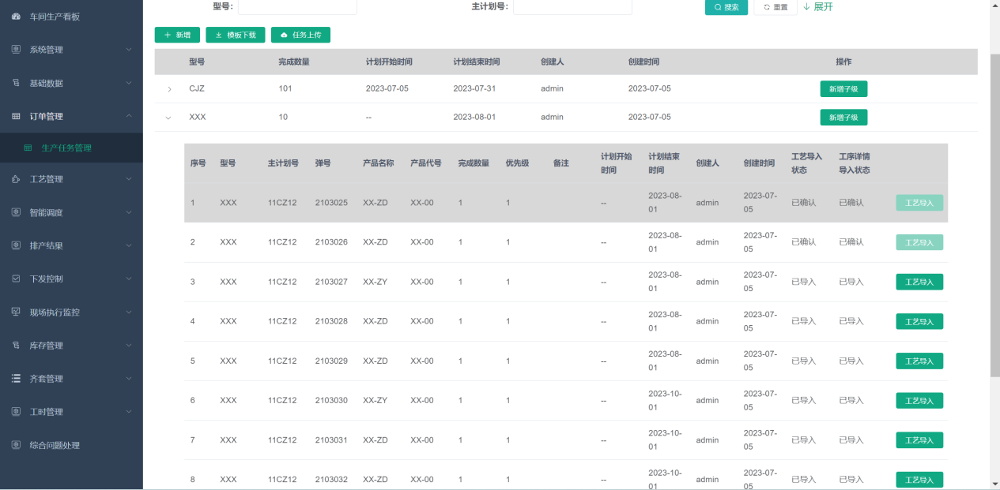 车间生产看板
系统管理
基础数据
订单管理
生产任务管理
工艺管理
智能调度
排产结果
下发控制
现场执行监控
库存管理
齐套管理
工时管理
综合问题处理
型号: 主计划号: 搜索 重置 展开
新增 模板下载 任务上传
型号 完成数量 计划开始时间 计划结束时间 创建人 创建时间 操作
CJZ 101 2023-07-05 2023-07-31 admin 2023-07-05 新增子级
XXX 10 -- 2023-08-01 admin 2023-07-05 新增子级
序号 型号 主计划号 弹号 产品名称 产品代号 完成数量 优先级 备注 计划开始时间 计划结束时间 创建人 创建时间 工艺导入状态 工序详情导入状态
1 XXX 11CZ12 2103025 XX-ZD XX-00 1 1 -- 2023-08-01 admin 2023-07-05 已确认 已确认 工艺导入
2 XXX 11CZ12 2103026 XX-ZD XX-00 1 1 -- 2023-08-01 admin 2023-07-05 已确认 已确认 工艺导入
3 XXX 11CZ12 2103027 XX-ZY XX-00 1 1 -- 2023-08-01 admin 2023-07-05 已导入 已导入 工艺导入
4 XXX 11CZ12 2103028 XX-ZD XX-00 1 1 -- 2023-08-01 admin 2023-07-05 已导入 已导入 工艺导入
5 XXX 11CZ12 2103029 XX-ZD XX-00 1 1 -- 2023-08-01 admin 2023-07-05 已导入 已导入 工艺导入
6 XXX 11CZ12 2103030 XX-ZY XX-00 1 1 -- 2023-10-01 admin 2023-07-05 已导入 已导入 工艺导入
7 XXX 11CZ12 2103031 XX-ZD XX-00 1 1 -- 2023-10-01 admin 2023-07-05 已导入 已导入 工艺导入
8 XXX 11CZ12 2103032 XX-ZD XX-00 1 1 -- 2023-10-01 admin 2023-07-05 已导入 已导入 工艺导入